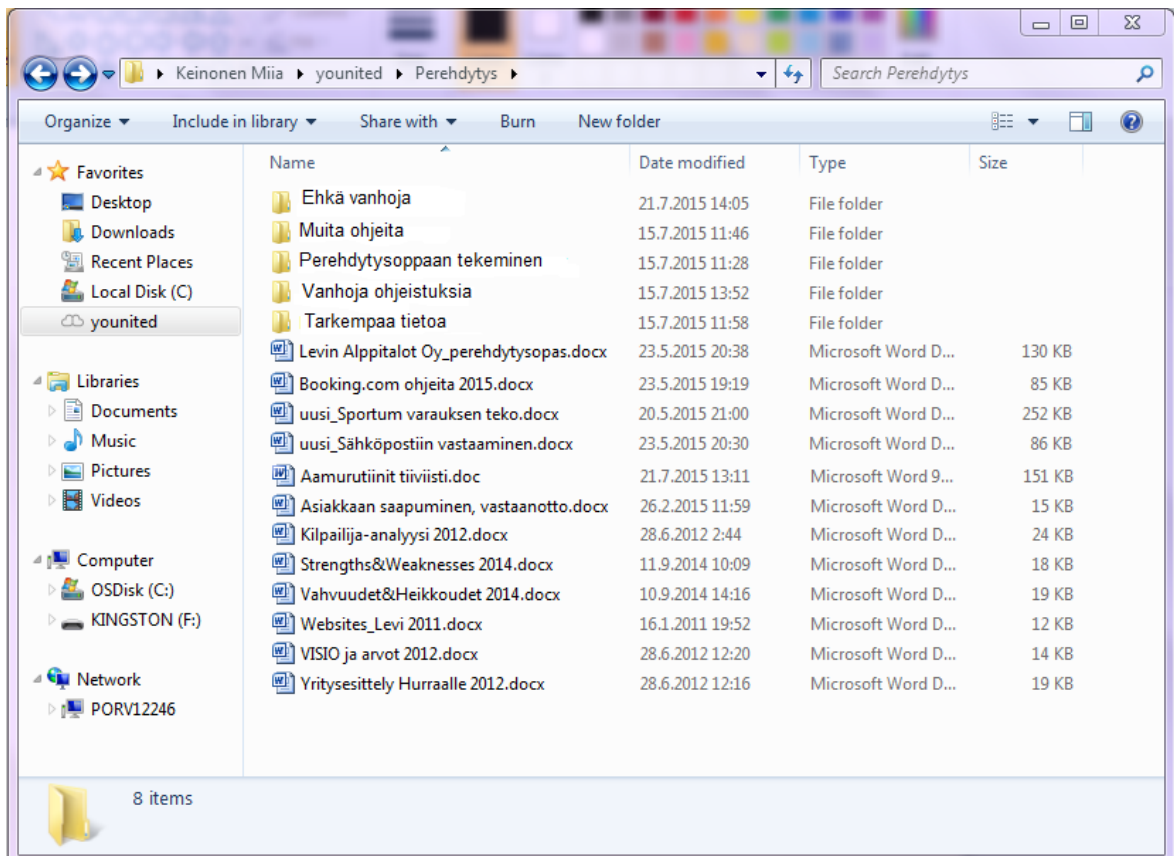 Keinonen Miia ▸ younited ▸ Perehdytys ▸ Search Perehdytys
Organize Include in library Share with Burn New folder
Favorites
Desktop
Downloads
Recent Places
Local Disk (C)
younited
Libraries
Documents
Music
Pictures
Videos
Computer
OSDisk (C:)
KINGSTON (F:)
Network
PORV12246
Name Date modified Type Size
Ehkä vanhoja 21.7.2015 14:05 File folder
Muita ohjeita 15.7.2015 11:46 File folder
Perehdytysoppaan tekeminen 15.7.2015 11:28 File folder
Vanhoja ohjeistuksia 15.7.2015 13:52 File folder
Tarkempaa tietoa 15.7.2015 11:58 File folder
Levin Alppitalot Oy_perehdytysopas.docx 23.5.2015 20:38 Microsoft Word D... 130 KB
Booking.com ohjeita 2015.docx 23.5.2015 19:19 Microsoft Word D... 85 KB
uusi_Sportum varauksen teko.docx 20.5.2015 21:00 Microsoft Word D... 252 KB
uusi_Sähköpostiin vastaaminen.docx 23.5.2015 20:30 Microsoft Word D... 86 KB
Aamurutiinit tiiviisti.doc 21.7.2015 13:11 Microsoft Word 9... 151 KB
Asiakkaan saapuminen, vastaanotto.docx 26.2.2015 11:59 Microsoft Word D... 15 KB
Kilpailija-analyysi 2012.docx 28.6.2012 2:44 Microsoft Word D... 24 KB
Strengths&Weaknesses 2014.docx 11.9.2014 10:09 Microsoft Word D... 18 KB
Vahvuudet&Heikkoudet 2014.docx 10.9.2014 14:16 Microsoft Word D... 19 KB
Websites_Levi 2011.docx 16.1.2011 19:52 Microsoft Word D... 12 KB
VISIO ja arvot 2012.docx 28.6.2012 12:20 Microsoft Word D... 14 KB
Yritysesittely Hurraalle 2012.docx 28.6.2012 12:16 Microsoft Word D... 19 KB
8 items